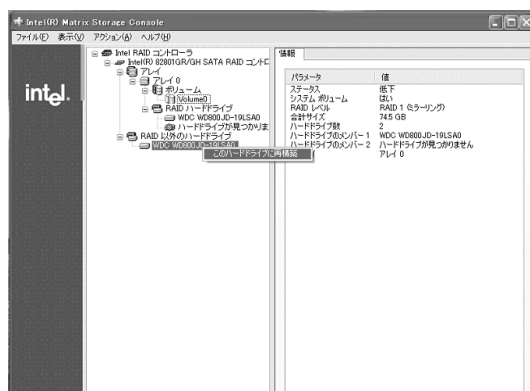 Intel(R) Matrix Storage Console
ファイル(F) 表示(V) アクション(A) ヘルプ(H)
intel.
Intel RAID コントローラ
Intel(R) 82801GR/GH SATA RAID コントロ
アレイ
アレイ 0
ボリューム
Volume0
RAID ハードドライブ
WDC WD800JD-19LSA0
ハードドライブが見つかりま
RAID 以外のハードドライブ
WDC WD800JD-19LSA0
このハードドライブに再構築
情報
パラメータ 値
ステータス 低下
システム ボリューム はい
RAID レベル RAID 1 (ミラーリング)
合計サイズ 74.5 GB
ハードドライブ数 2
ハードドライブのメンバー 1 WDC WD800JD-19LSA0
ハードドライブのメンバー 2 ハードドライブが見つかりません
アレイ 0